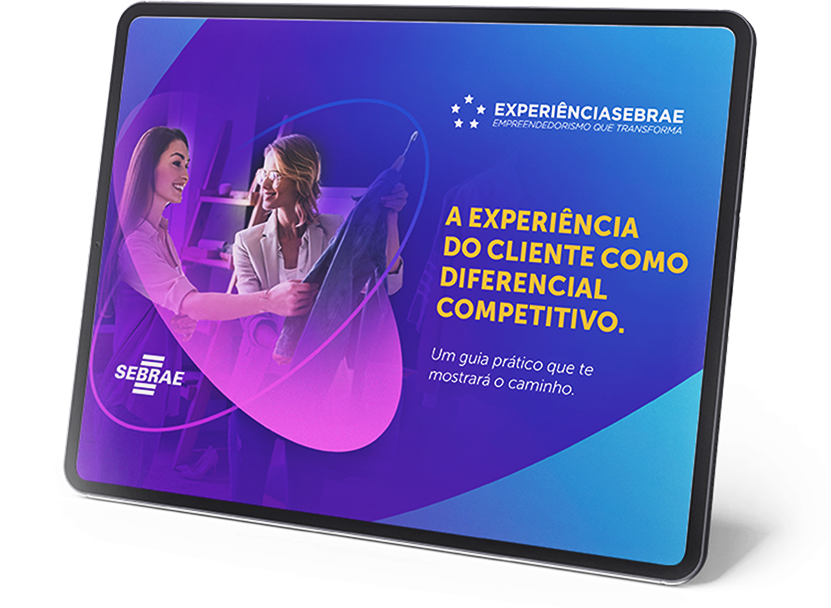 EXPERIÊNCIASEBRAE
EMPREENDEDORISMO QUE TRANSFORMA
A EXPERIÊNCIA
DO CLIENTE COMO
DIFERENCIAL
COMPETITIVO.
Um guia prático que te
mostrará o caminho.
SEBRAE